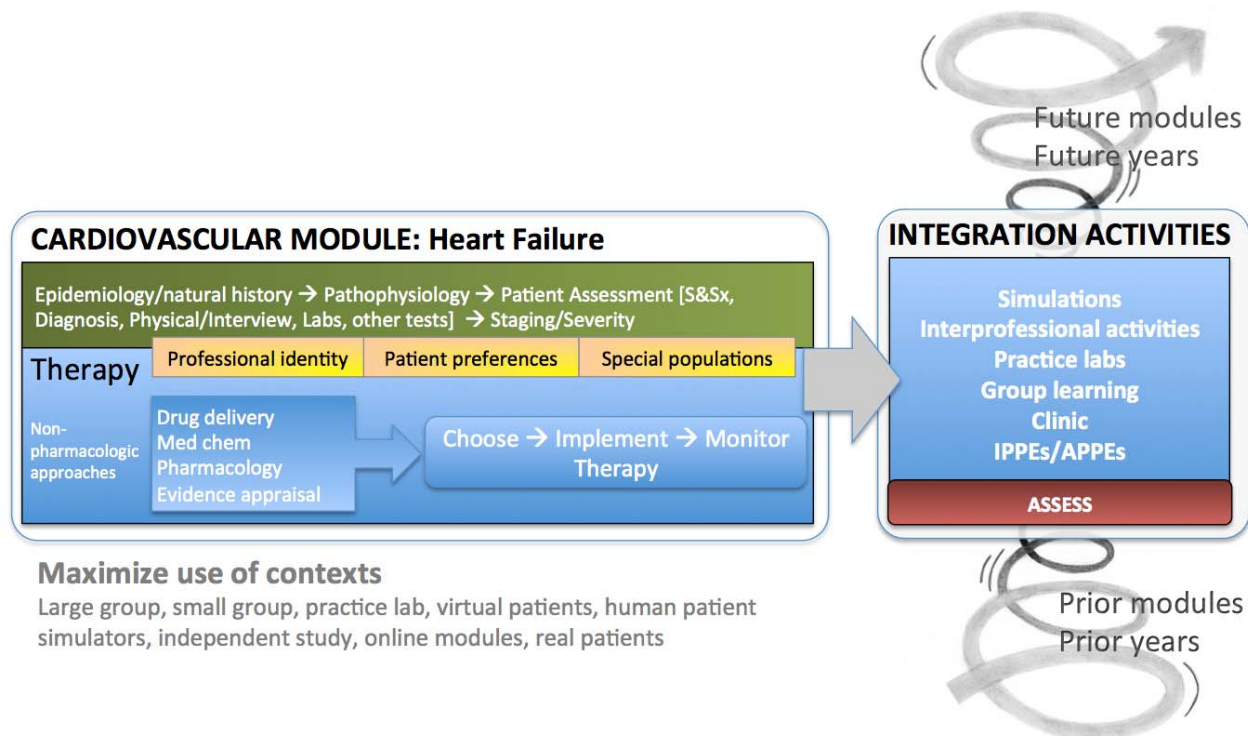 Future modules
Future years
CARDIOVASCULAR MODULE: Heart Failure
Epidemiology/natural history → Pathophysiology → Patient Assessment [S&Sx,
Diagnosis, Physical/Interview, Labs, other tests] → Staging/Severity
Therapy
Professional identity
Patient preferences
Special populations
Non-
pharmacologic
approaches
Drug delivery
Med chem
Pharmacology
Evidence appraisal
Choose → Implement → Monitor
Therapy
INTEGRATION ACTIVITIES
Simulations
Interprofessional activities
Practice labs
Group learning
Clinic
IPPEs/APPEs
ASSESS
Maximize use of contexts
Large group, small group, practice lab, virtual patients, human patient
simulators, independent study, online modules, real patients
Prior modules
Prior years